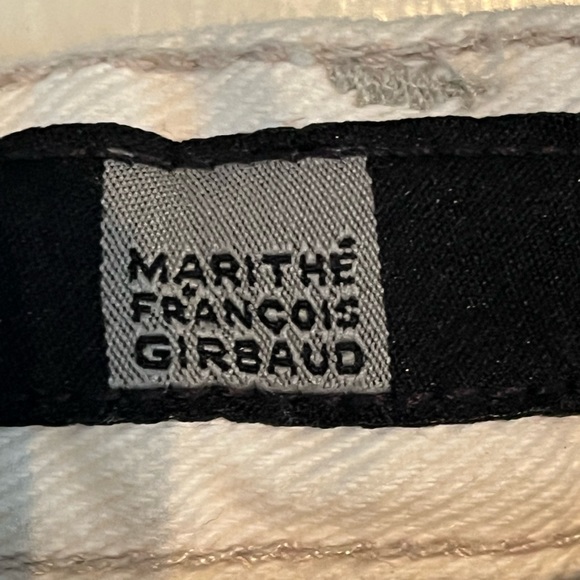 MARITHÉ
+
FRANÇOIS
GIRBAUD